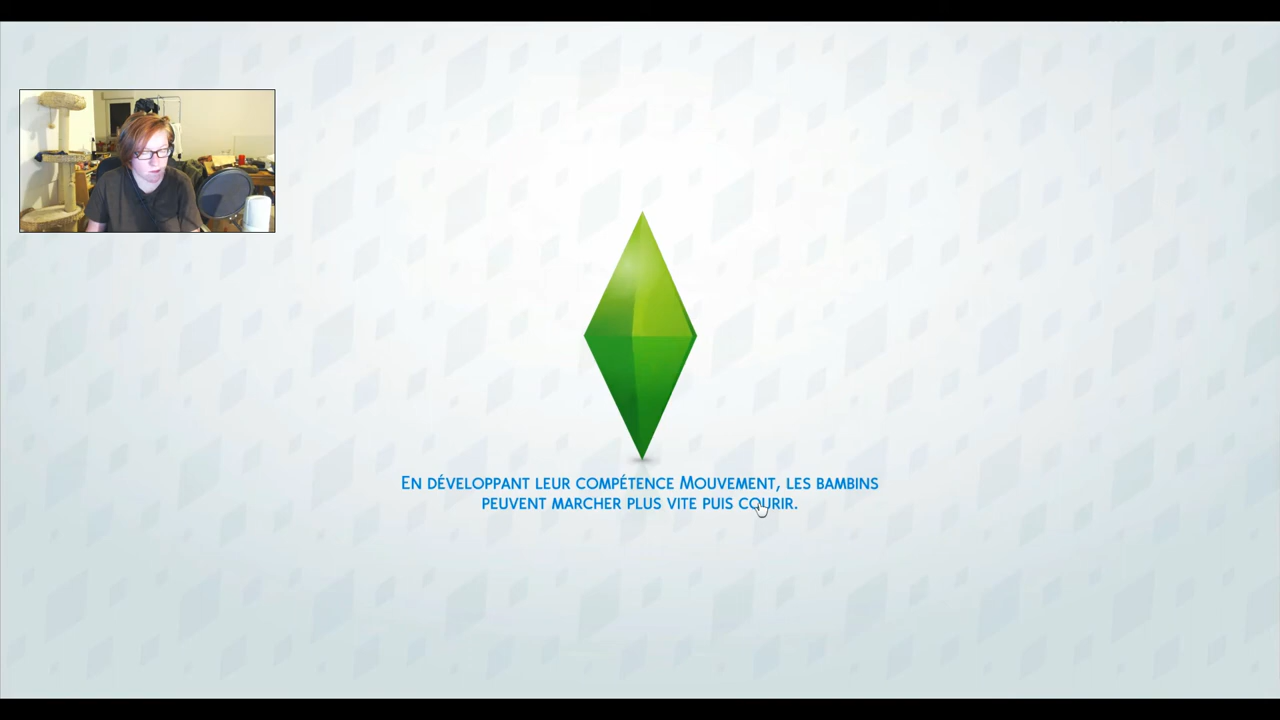 En développant leur compétence Mouvement, les bambins
peuvent marcher plus vite puis courir.